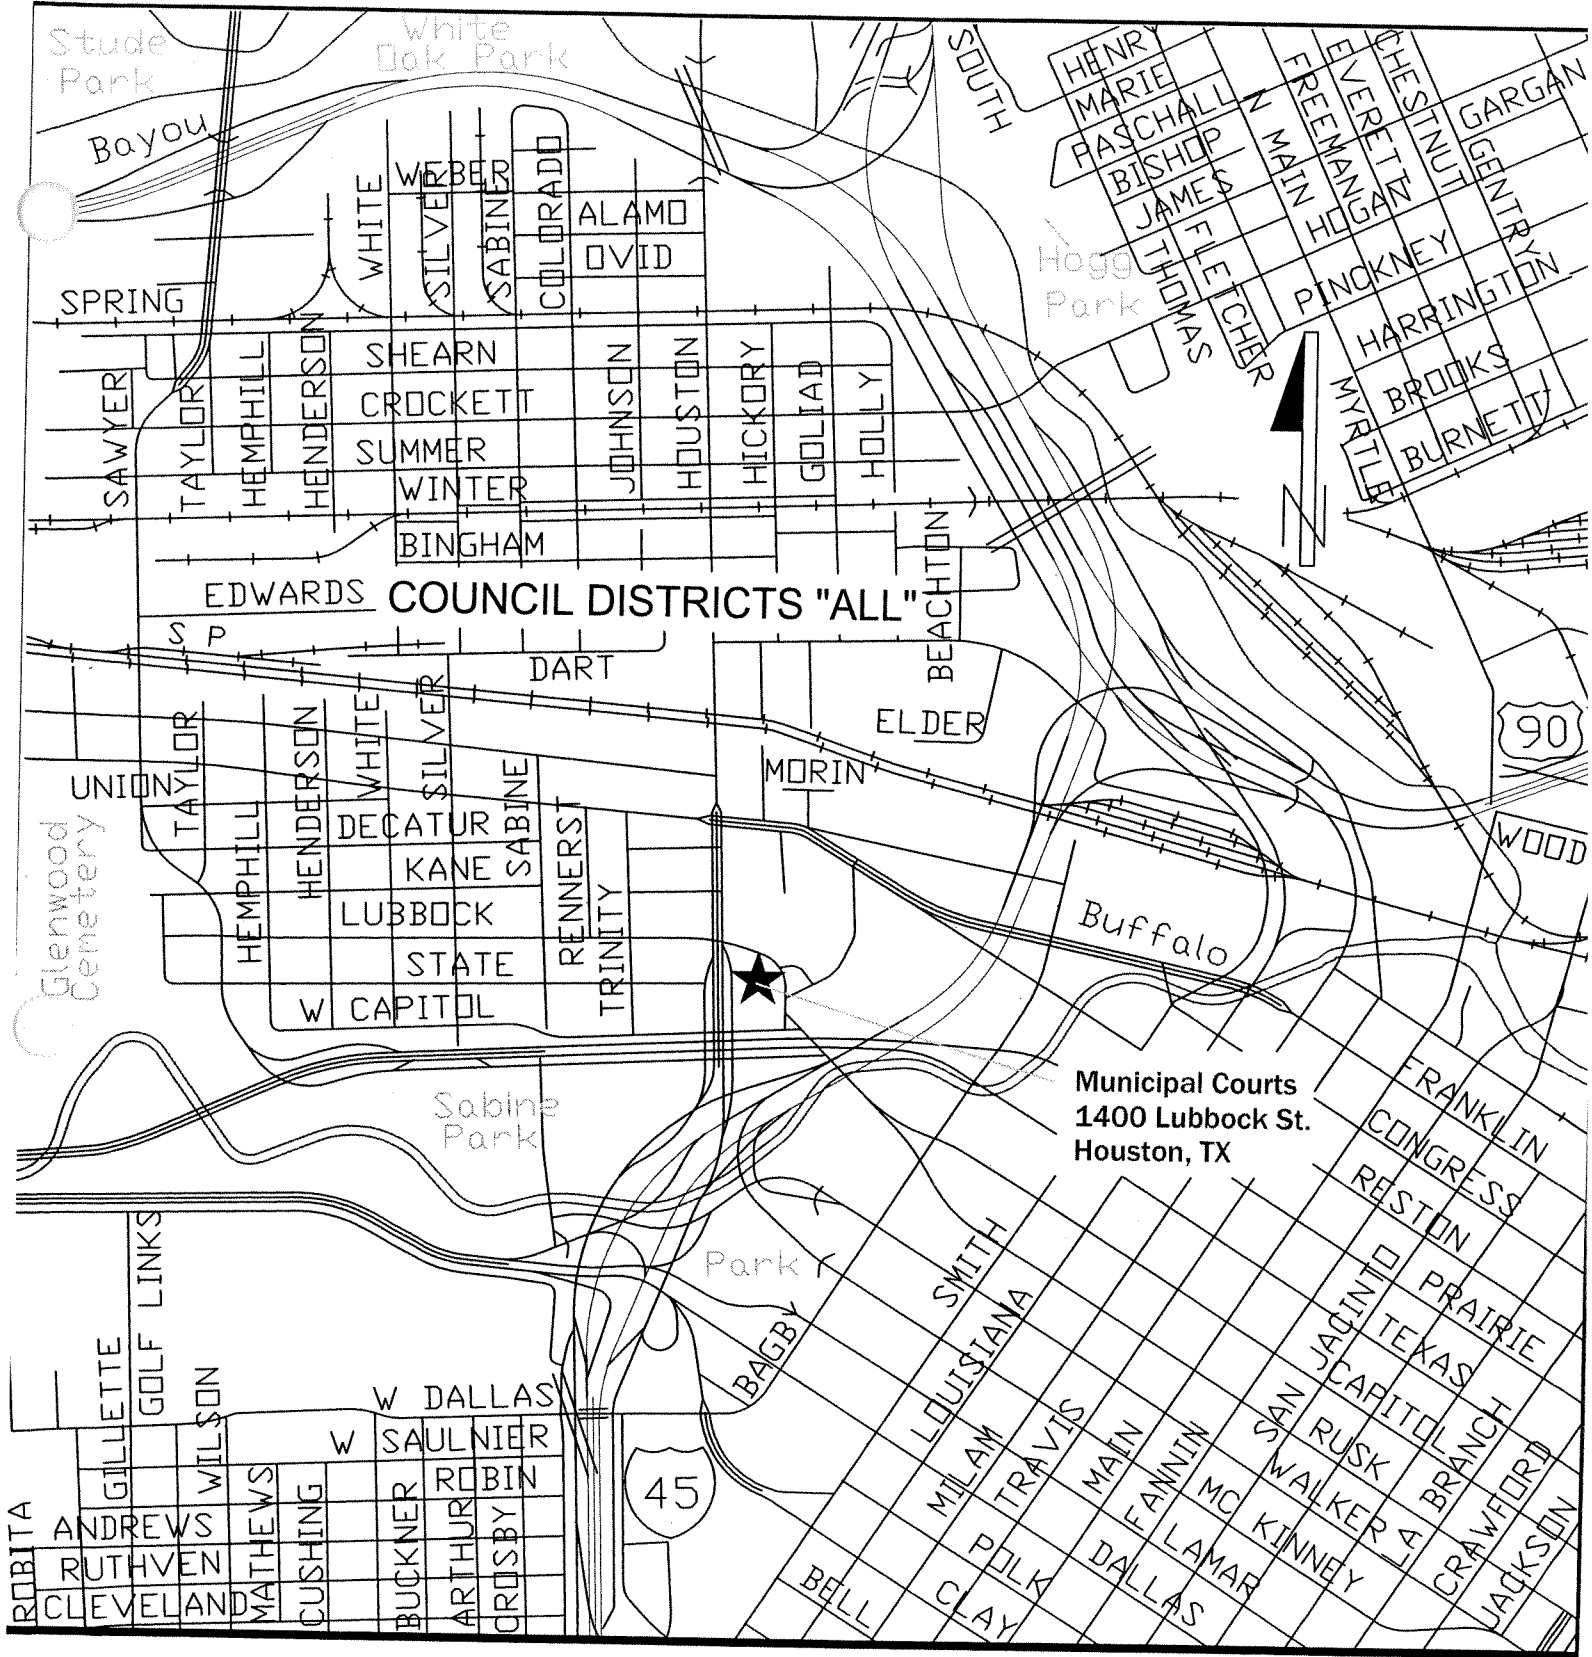 Stude
Park
White
Oak Park
Bayou
SOUTH
HENR
MARIE
PASCHALL
BISHOP
JAMES
THOMAS
FLETCHER
N MAIN
FREEMAN
EVERETT
CHESTNUT
GENTRY
GARGAN
HOGAN
PINCKNEY
HARRINGTON
BROOKS
BURNETT
MYRTLE
Hogg
Park
WHITE
WEBER
SILVER
SABINE
COLORADO
ALAMO
OVID
SPRING
SHEARN
CROCKETT
SUMMER
WINTER
BINGHAM
SAWYER
TAYLOR
HEMPHILL
HENDERSON
JOHNSON
HOUSTON
HICKORY
GOLIAD
HOLLY
BEACHTON
N
EDWARDS
COUNCIL DISTRICTS "ALL"
S P
DART
ELDER
MORIN
90
WOOD
UNION
TAYLOR
HEMPHILL
HENDERSON
WHITE
SILVER
SABINE
RENNERST
TRINITY
DECATUR
KANE
LUBBOCK
STATE
W CAPITOL
Glenwood
Cemetery
Buffalo
Municipal Courts
1400 Lubbock St.
Houston, TX
Sabine
Park
Park
FRANKLIN
CONGRESS
RESTON
PRAIRIE
TEXAS
CAPITOL
RUSK
WALKER
MC KINNEY
LAMAR
DALLAS
POLK
CLAY
BELL
BAGBY
SMITH
LOUISIANA
MILAM
TRAVIS
MAIN
FANNIN
SAN JACINTO
LA BRANCH
CRAWFORD
JACKSON
GILLETTE
GOLF LINKS
WILSON
W DALLAS
W SAULNIER
ROBIN
45
ANDREWS
RUTHVEN
CLEVELAND
ROBITA
MATHEWS
CUSHING
BUCKNER
ARTHUR
CROSBY